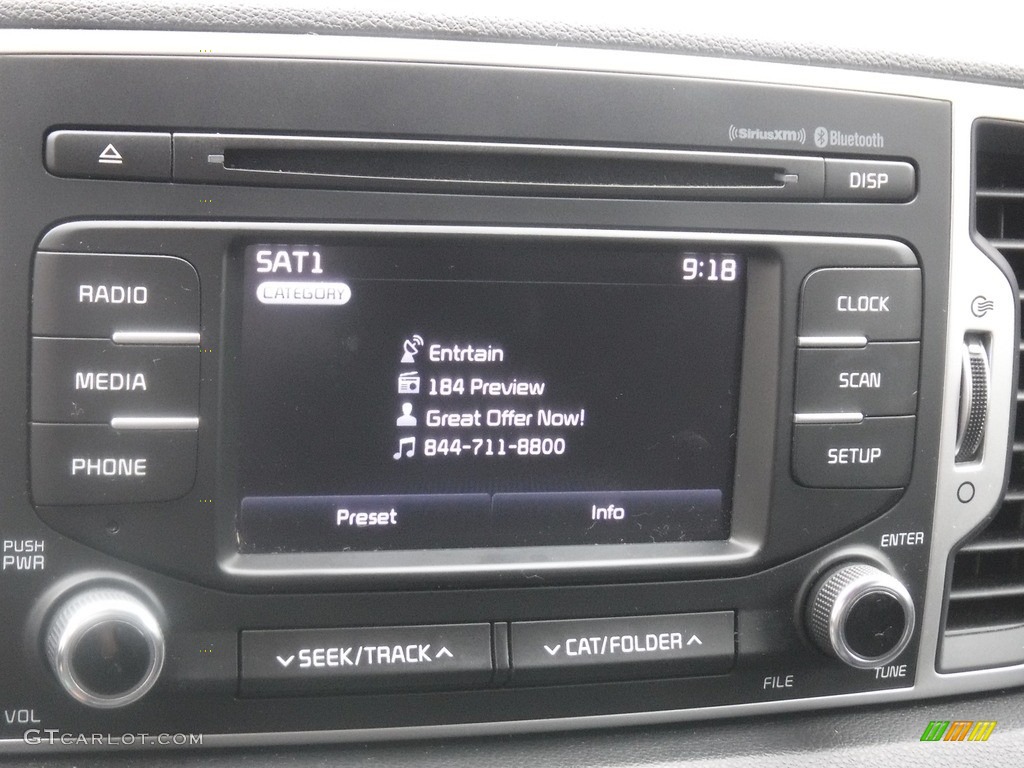 SiriusXM Bluetooth
DISP
SAT1 9:18
CATEGORY
RADIO
MEDIA
PHONE
Entrtain
184 Preview
Great Offer Now!
844-711-8800
Preset Info
CLOCK
SCAN
SETUP
PUSH
PWR
VOL
SEEK/TRACK
CAT/FOLDER
ENTER
TUNE
FILE
GTCARLOT.COM